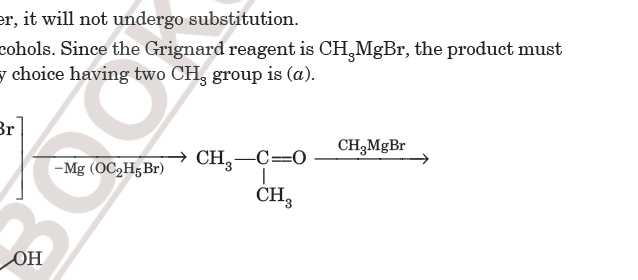 er, it will not undergo substitution.
cohols. Since the Grignard reagent is CH₃MgBr, the product must
y choice having two CH₃ group is (a).
Br
CH₃—C=O
CH₃MgBr
–Mg (OC₂H₅Br)
CH₃
OH